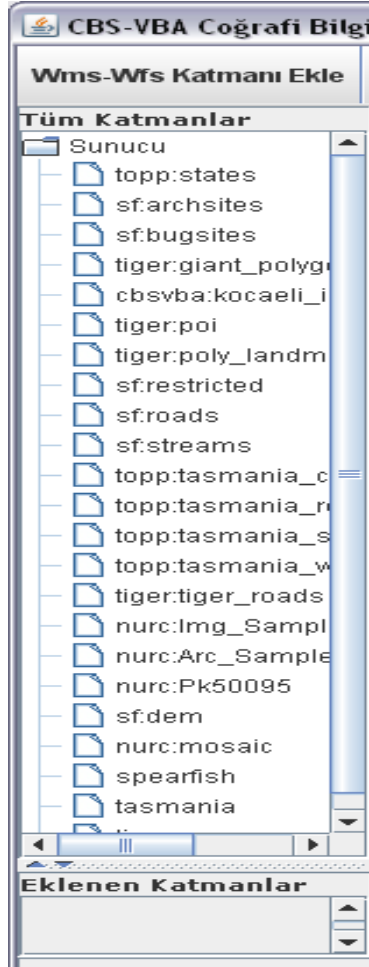 CBS-VBA Coğrafi Bilgi
Wms-Wfs Katmanı Ekle
Tüm Katmanlar
Sunucu
topp:states
sf:archsites
sf:bugsites
tiger:giant_polyg
cbsvba:kocaeli_i
tiger:poi
tiger:poly_landm
sf:restricted
sf:roads
sf:streams
topp:tasmania_c
topp:tasmania_r
topp:tasmania_s
topp:tasmania_w
tiger:tiger_roads
nurc:Img_Sampl
nurc:Arc_Sample
nurc:Pk50095
sf:dem
nurc:mosaic
spearfish
tasmania
Eklenen Katmanlar